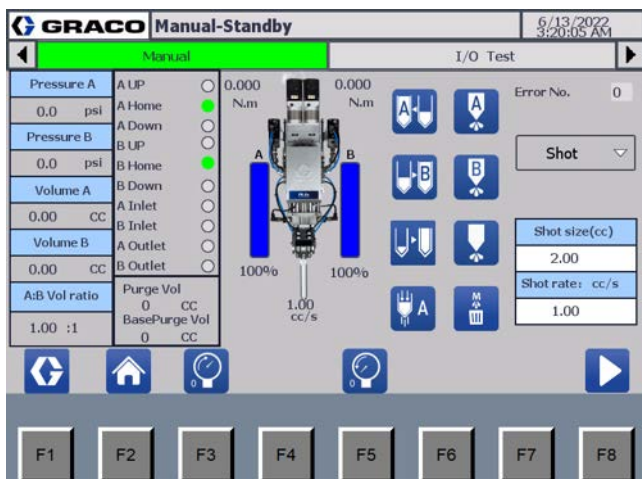 GRACO Manual-Standby 6/13/2022
3:20:05 AM
Manual I/O Test
Pressure A
0.0 psi
Pressure B
0.0 psi
Volume A
0.00 CC
Volume B
0.00 CC
A:B Vol ratio
1.00 :1
A UP
A Home
A Down
B UP
B Home
B Down
A Inlet
B Inlet
A Outlet
B Outlet
Purge Vol
0 CC
BasePurge Vol
0 CC
0.000 0.000
N.m N.m
A B
100% 100%
1.00
cc/s
A A
B B
A M
Error No. 0
Shot
Shot size(cc)
2.00
Shot rate: cc/s
1.00
0 0
F1 F2 F3 F4 F5 F6 F7 F8